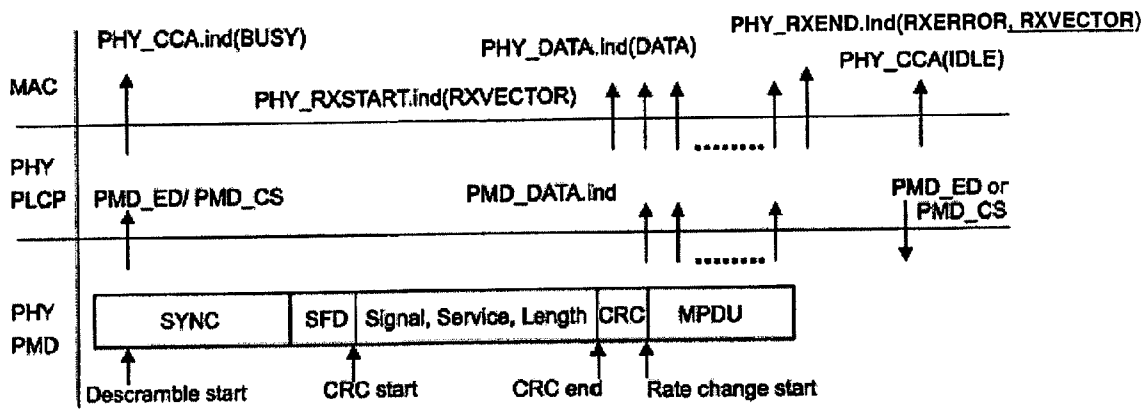 PHY_CCA.ind(BUSY)
PHY_DATA.ind(DATA)
PHY_RXEND.ind(RXERROR, RXVECTOR)
PHY_CCA(IDLE)
MAC
PHY_RXSTART.ind(RXVECTOR)
PHY
PLCP
PMD_ED/ PMD_CS
PMD_DATA.ind
PMD_ED or
PMD_CS
PHY
PMD
SYNC
SFD
Signal, Service, Length
CRC
MPDU
Descramble start
CRC start
CRC end
Rate change start